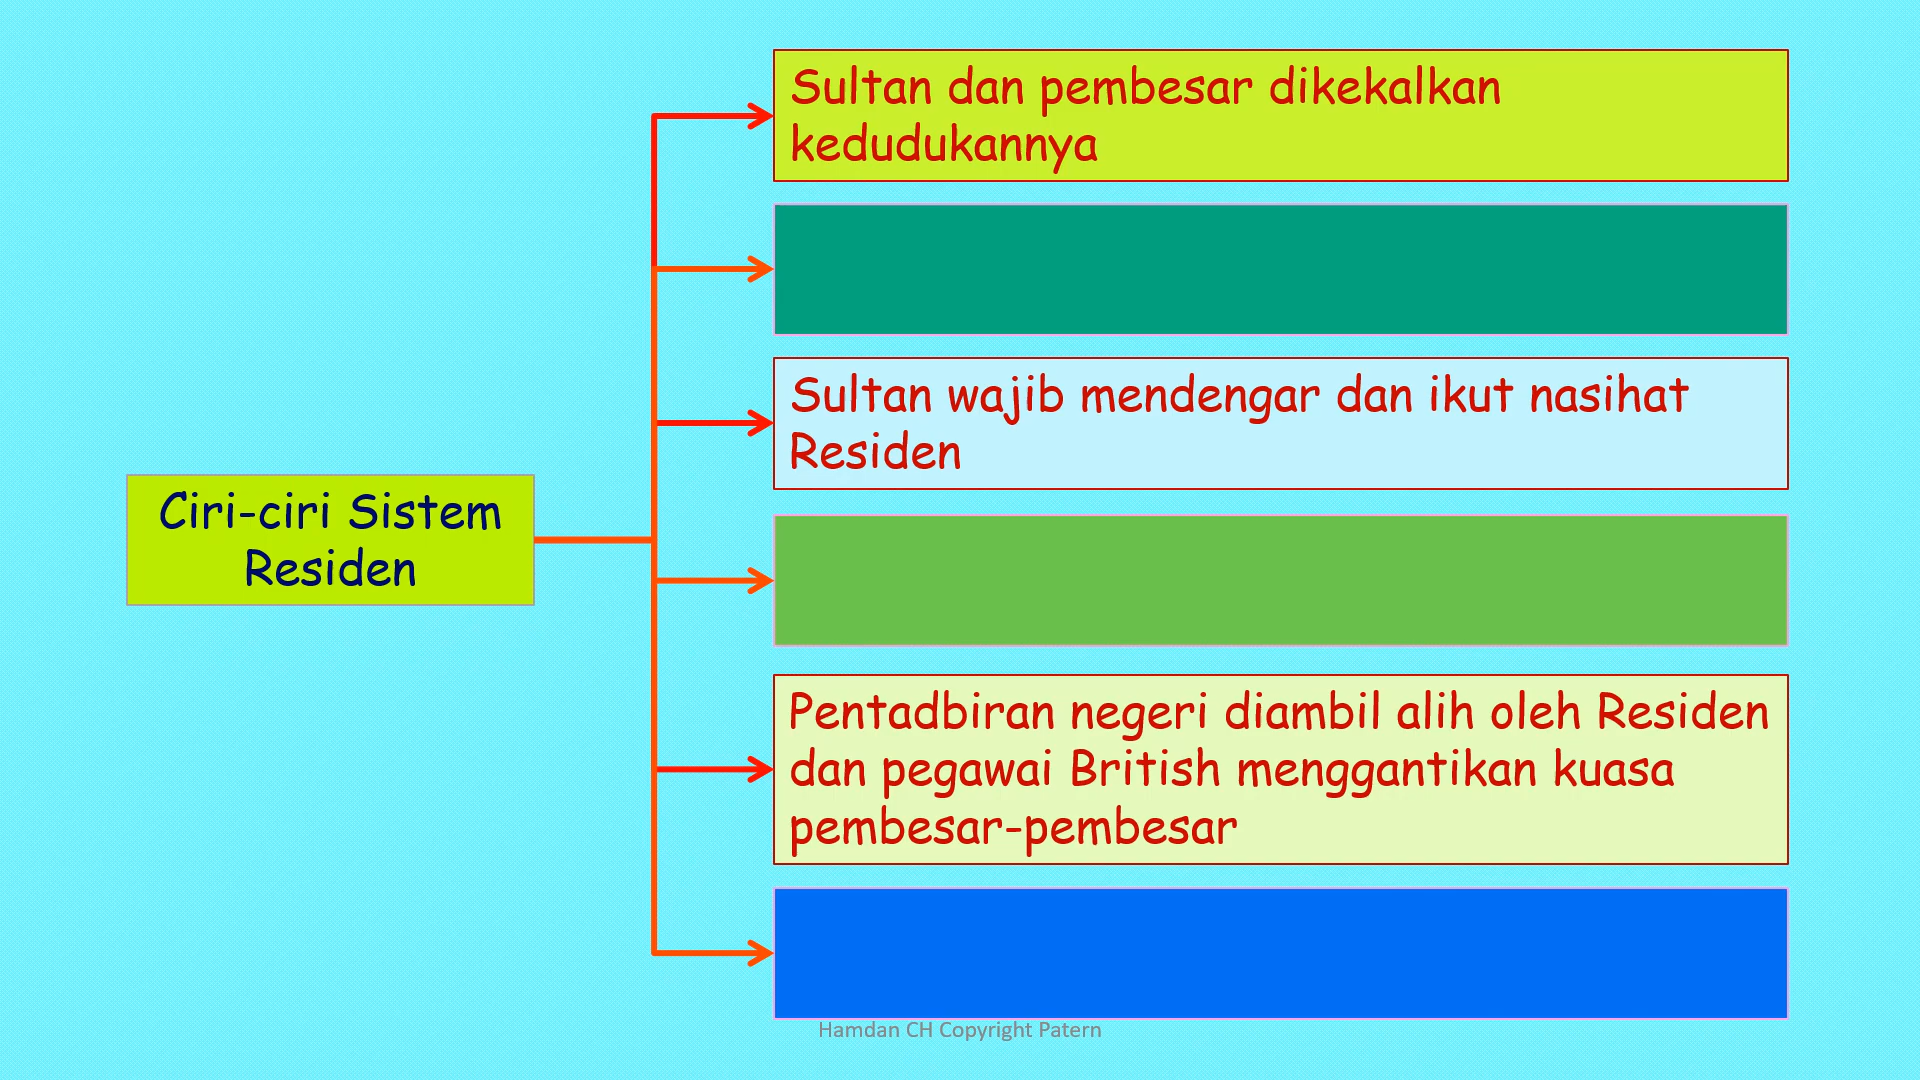 Sultan dan pembesar dikekalkan
kedudukannya
Sultan wajib mendengar dan ikut nasihat
Residen
Ciri-ciri Sistem
Residen
Pentadbiran negeri diambil alih oleh Residen
dan pegawai British menggantikan kuasa
pembesar-pembesar
Hamdan CH Copyright Patern